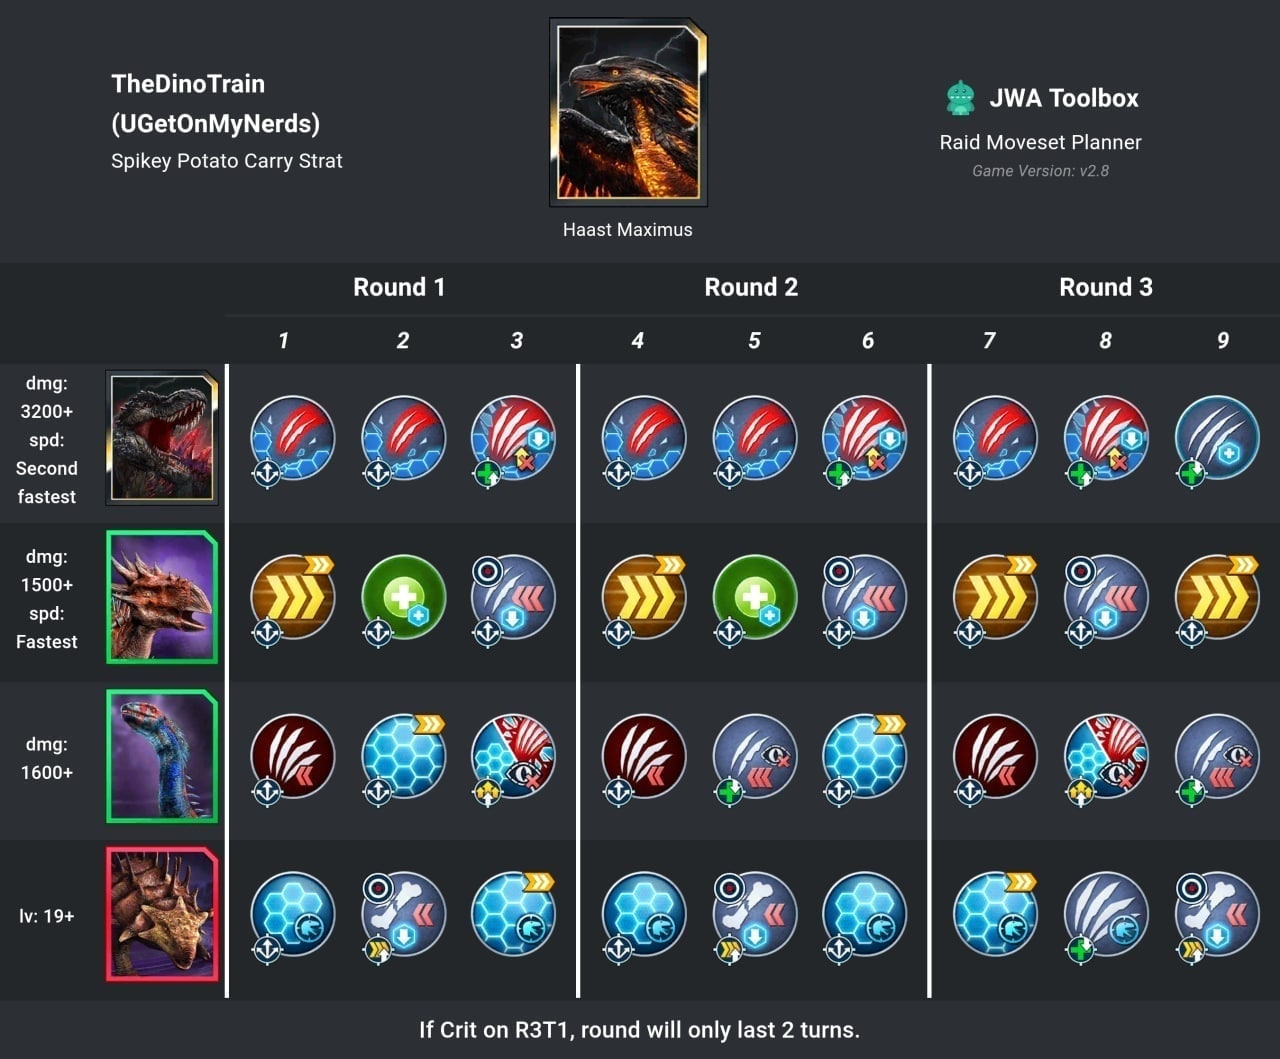 TheDinoTrain
(UGetOnMyNerds)
Spikey Potato Carry Strat
Haast Maximus
JWA Toolbox
Raid Moveset Planner
Game Version: v2.8
Round 1
Round 2
Round 3
1
2
3
4
5
6
7
8
9
dmg:
3200+
spd:
Second
fastest
dmg:
1500+
spd:
Fastest
dmg:
1600+
lv: 19+
If Crit on R3T1, round will only last 2 turns.